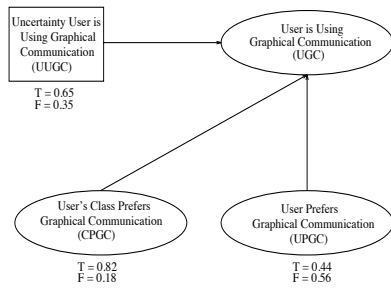 Uncertainty User is
Using Graphical
Communication
(UUGC)
T = 0.65
F = 0.35
User is Using
Graphical Communication
(UGC)
User's Class Prefers
Graphical Communication
(CPGC)
T = 0.82
F = 0.18
User Prefers
Graphical Communication
(UPGC)
T = 0.44
F = 0.56